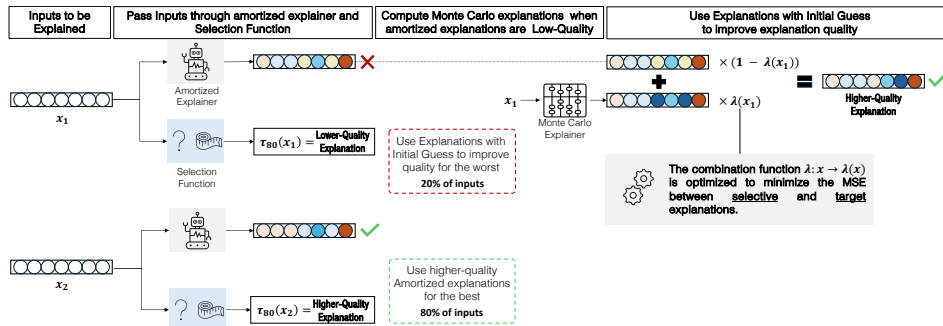 Inputs to be
Explained
Pass Inputs through amortized explainer and
Selection Function
Compute Monte Carlo explanations when
amortized explanations are Low-Quality
Use Explanations with Initial Guess
to improve explanation quality
Amortized
Explainer
× (1 − λ(x₁))
x₁
x₁
Monte Carlo
Explainer
× λ(x₁)
Higher-Quality
Explanation
?
Selection
Function
τ₈₀(x₁) = Lower-Quality
Explanation
Use Explanations with
Initial Guess to improve
quality for the worst
20% of inputs
The combination function λ: x → λ(x)
is optimized to minimize the MSE
between selective and target
explanations.
x₂
?
τ₈₀(x₂) = Higher-Quality
Explanation
Use higher-quality
Amortized explanations
for the best
80% of inputs